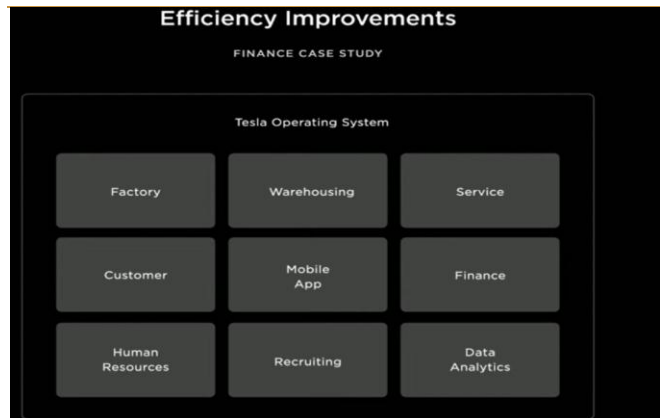 Efficiency Improvements
FINANCE CASE STUDY
Tesla Operating System
Factory
Warehousing
Service
Customer
Mobile
App
Finance
Human
Resources
Recruiting
Data
Analytics